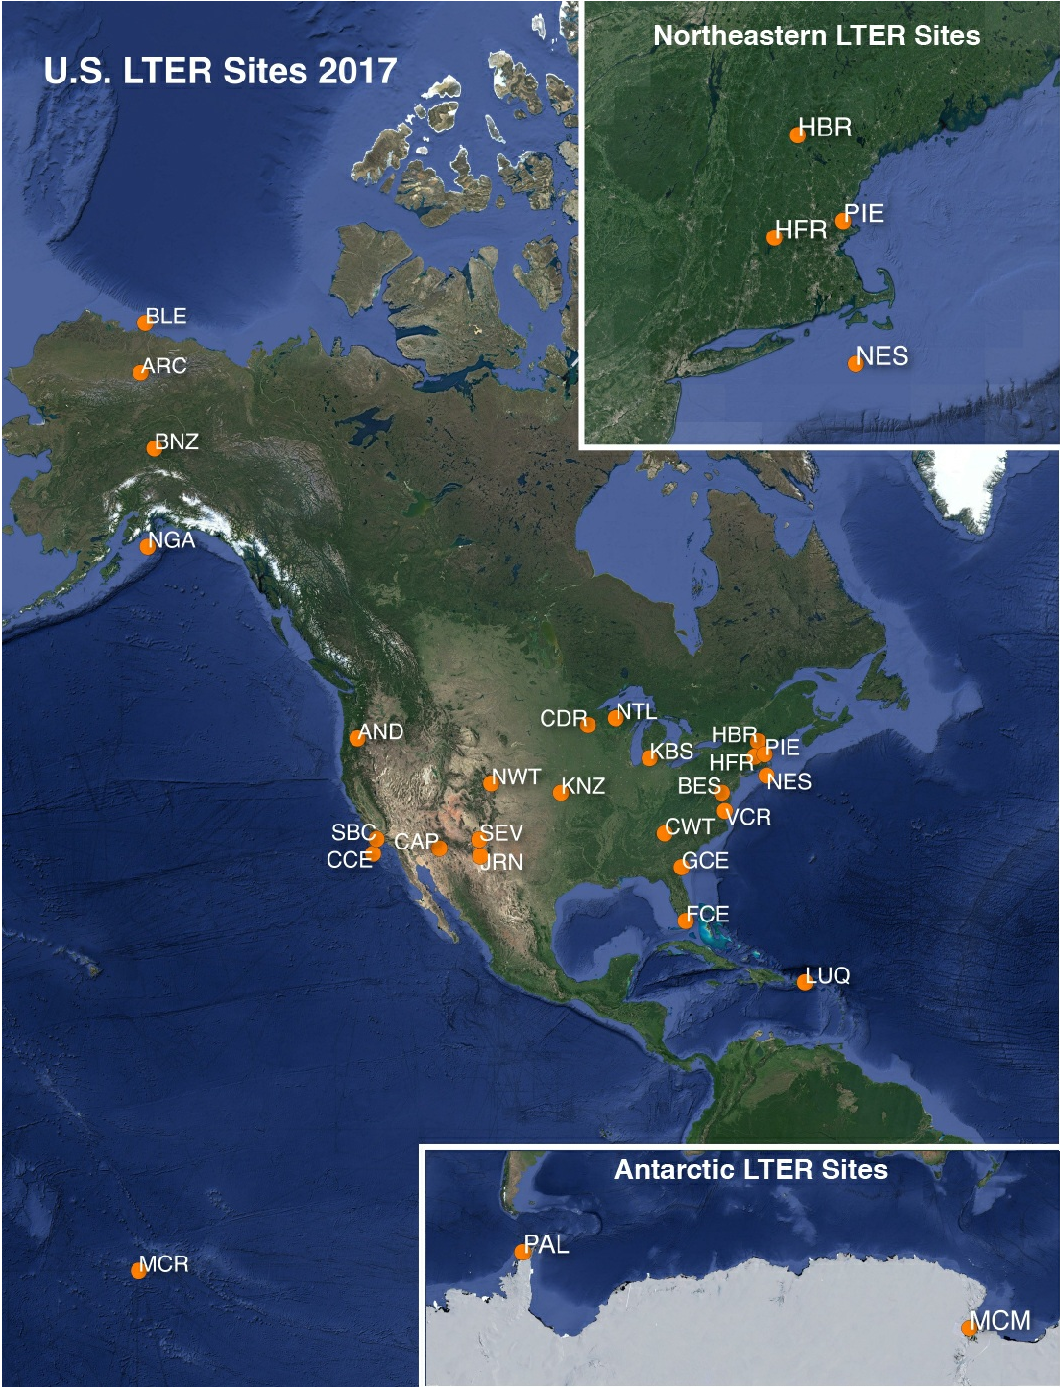 U.S. LTER Sites 2017
Northeastern LTER Sites
HBR
PIE
HFR
NES
BLE
ARC
BNZ
NGA
AND
CDR
NTL
KBS
HBR
PIE
HFR
NES
NWT
KNZ
BES
VCR
SBC
CAP
SEV
CWT
CCE
JRN
GCE
FCE
LUQ
MCR
Antarctic LTER Sites
PAL
MCM